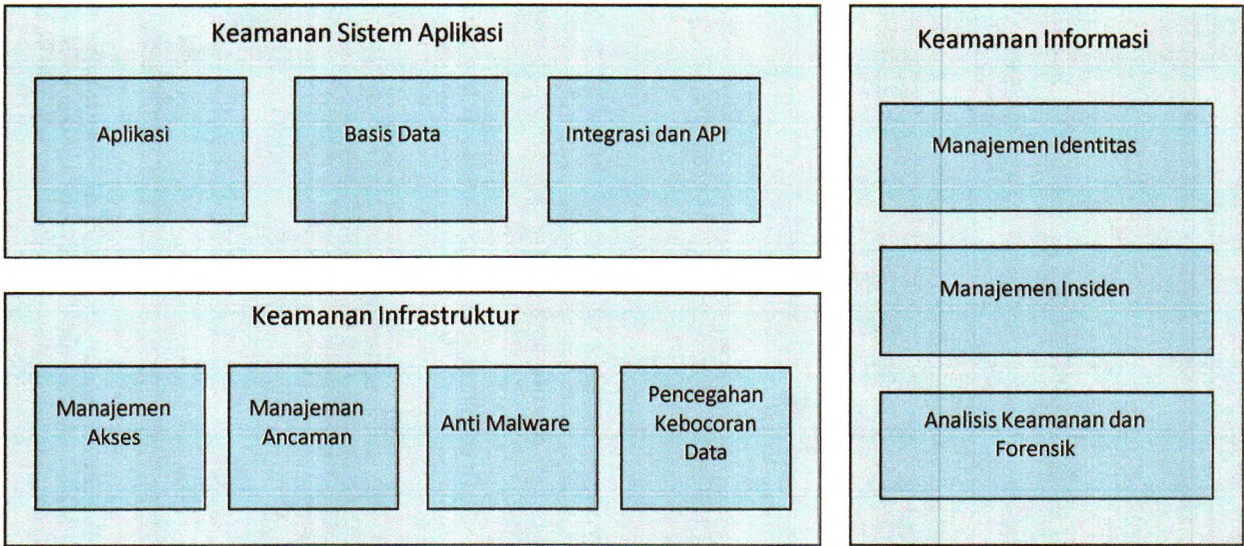 Keamanan Sistem Aplikasi
Aplikasi
Basis Data
Integrasi dan API
Keamanan Infrastruktur
Manajemen
Akses
Manajeman
Ancaman
Anti Malware
Pencegahan
Kebocoran
Data
Keamanan Informasi
Manajemen Identitas
Manajemen Insiden
Analisis Keamanan dan
Forensik